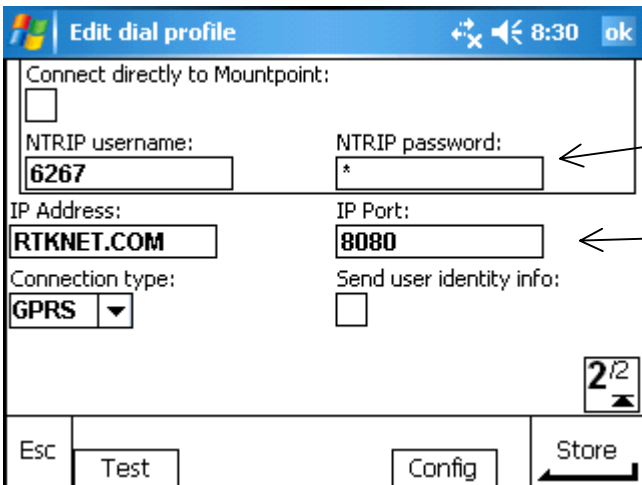 Edit dial profile 8:30 ok
Connect directly to Mountpoint:
NTRIP username: NTRIP password:
6267 *
IP Address: IP Port:
RTKNET.COM 8080
Connection type: Send user identity info:
GPRS
2/2
Esc Test Config Store